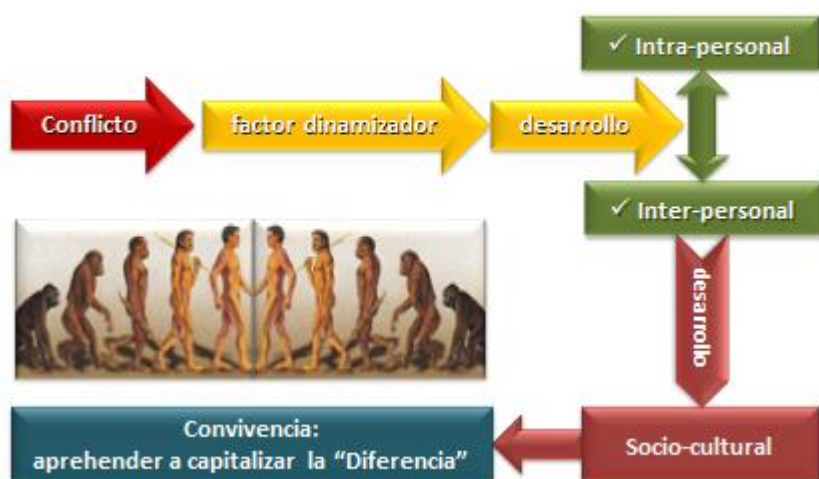 ✓ Intra-personal
Conflicto
factor dinamizador
desarrollo
✓ Inter-personal
desarrollo
Socio-cultural
Convivencia:
aprehender a capitalizar la “Diferencia”